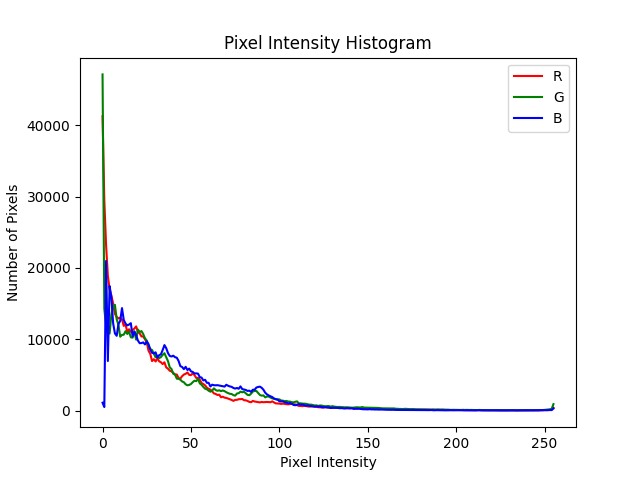 Pixel Intensity Histogram
R
G
B
Number of Pixels
40000
30000
20000
10000
0
0 50 100 150 200 250
Pixel Intensity